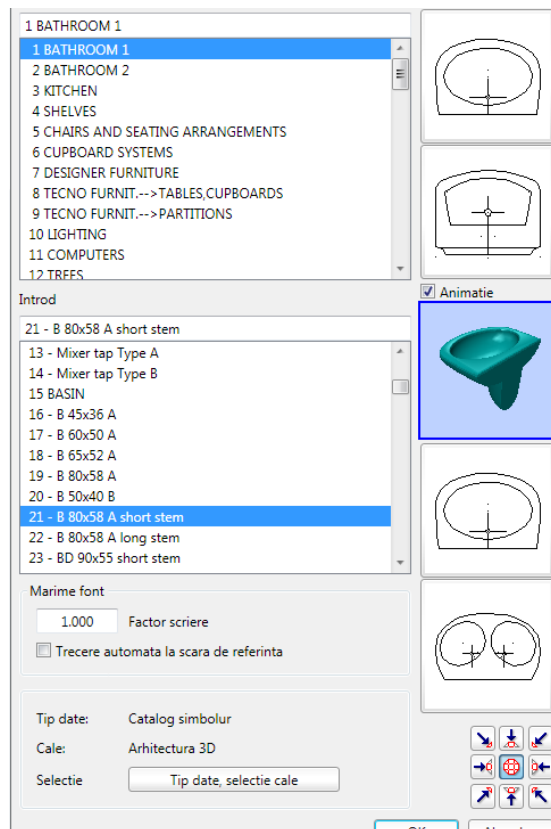 1 BATHROOM 1
1 BATHROOM 1
2 BATHROOM 2
3 KITCHEN
4 SHELVES
5 CHAIRS AND SEATING ARRANGEMENTS
6 CUPBOARD SYSTEMS
7 DESIGNER FURNITURE
8 TECNO FURNIT.-->TABLES,CUPBOARDS
9 TECNO FURNIT.-->PARTITIONS
10 LIGHTING
11 COMPUTERS
12 TREES
Animatie
Introd
21 - B 80x58 A short stem
13 - Mixer tap Type A
14 - Mixer tap Type B
15 BASIN
16 - B 45x36 A
17 - B 60x50 A
18 - B 65x52 A
19 - B 80x58 A
20 - B 50x40 B
21 - B 80x58 A short stem
22 - B 80x58 A long stem
23 - BD 90x55 short stem
Marime font
1.000 Factor scriere
Trecere automata la scara de referinta
Tip date: Catalog simbolur
Cale: Arhitectura 3D
Selectie Tip date, selectie cale